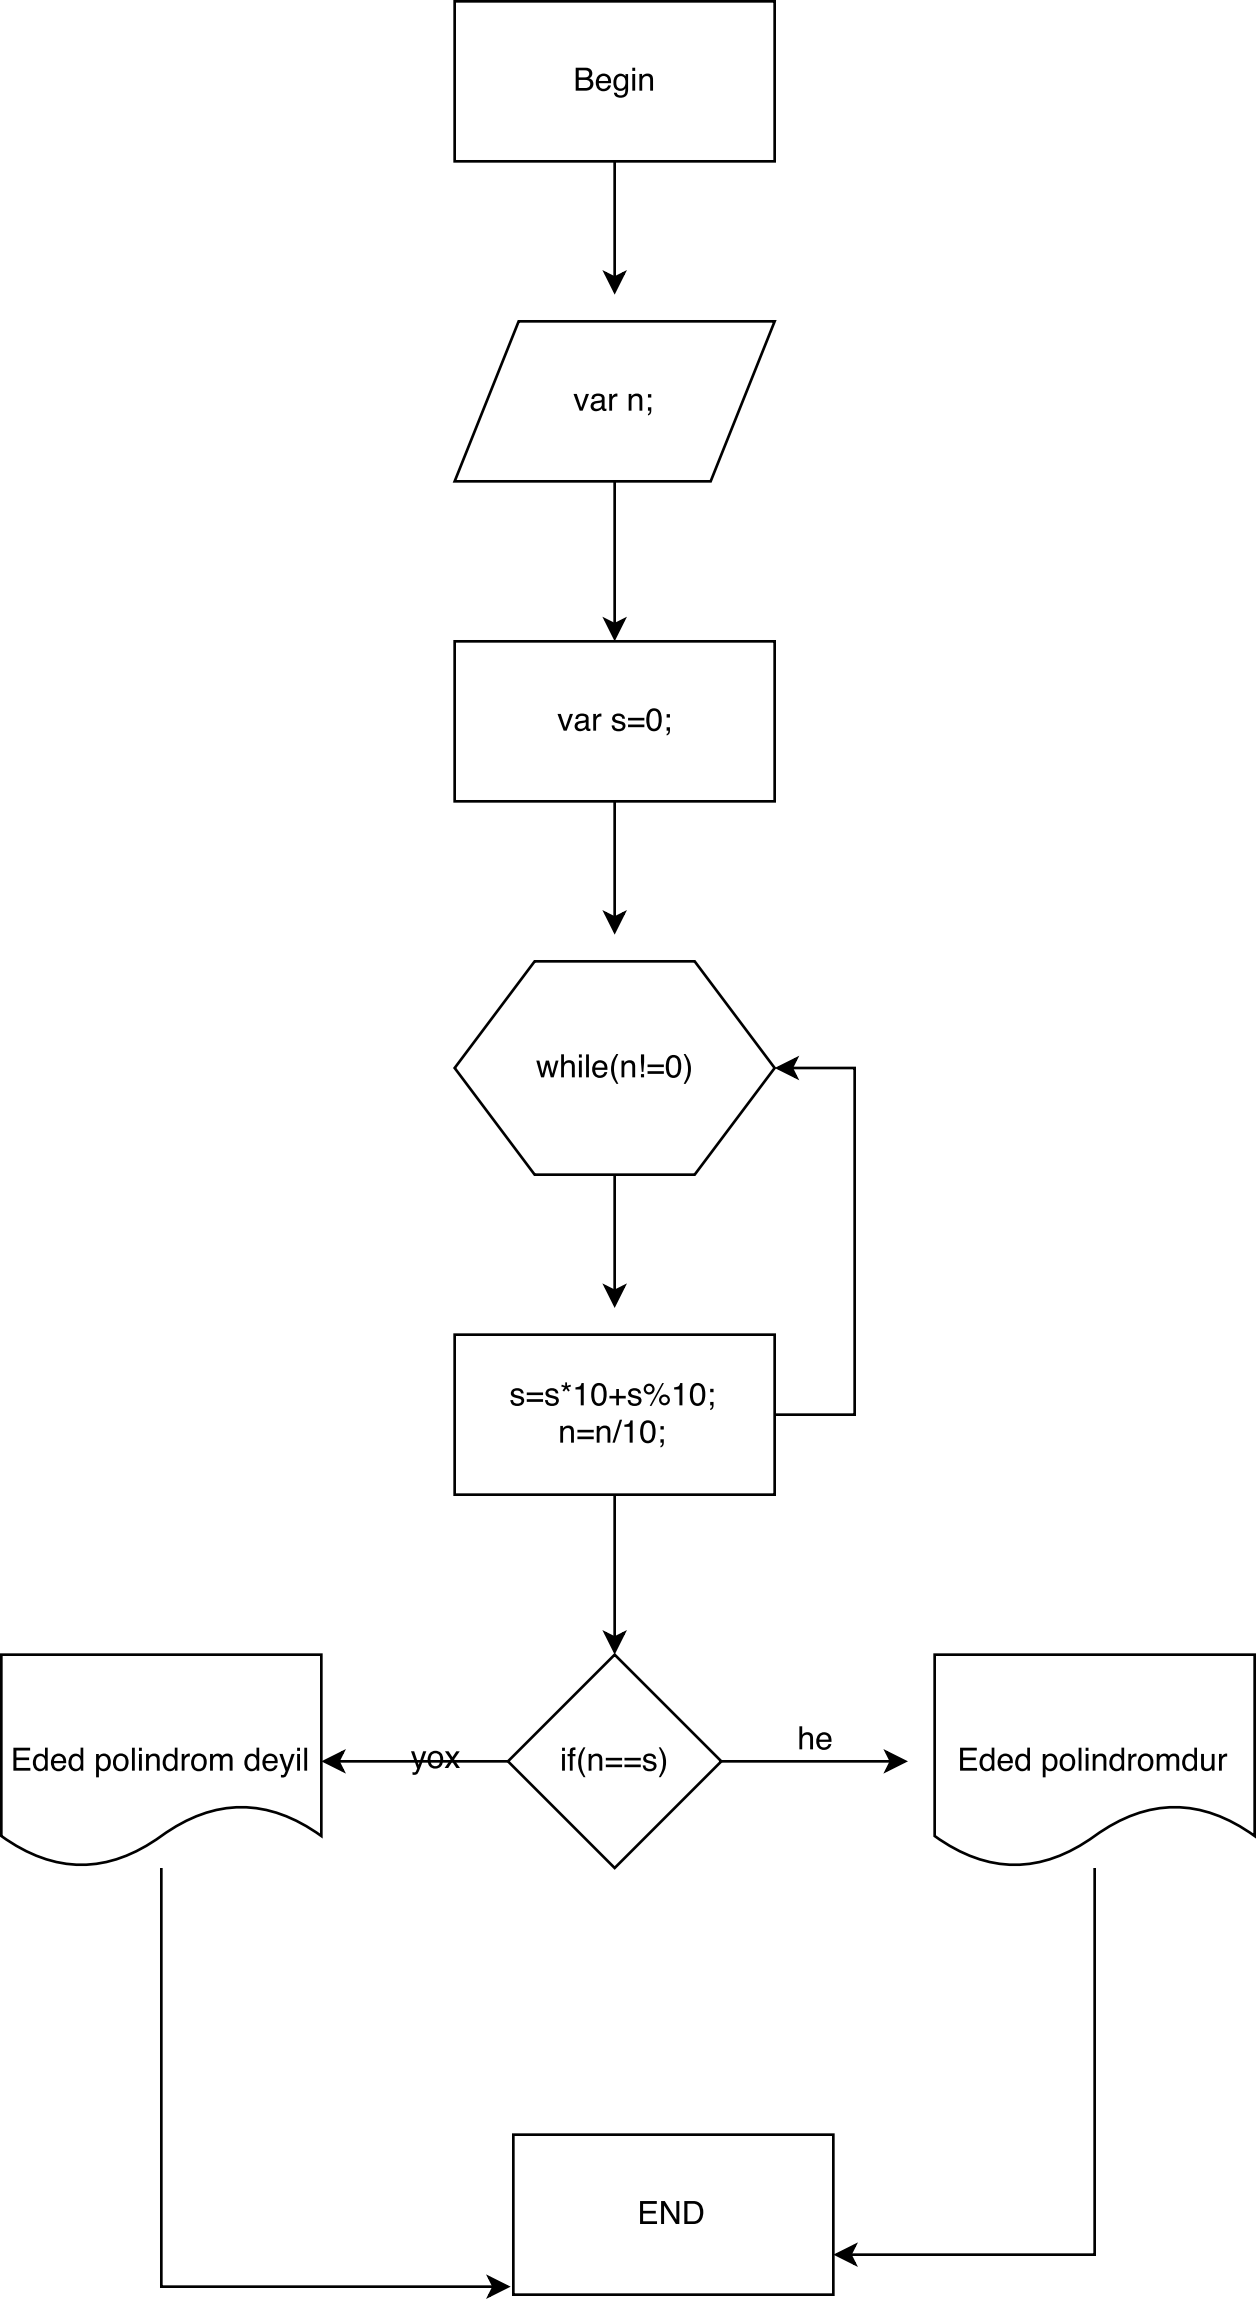 Begin
var n;
var s=0;
while(n!=0)
s=s*10+s%10;
n=n/10;
Eded polindrom deyil
yox
if(n==s)
he
Eded polindromdur
END